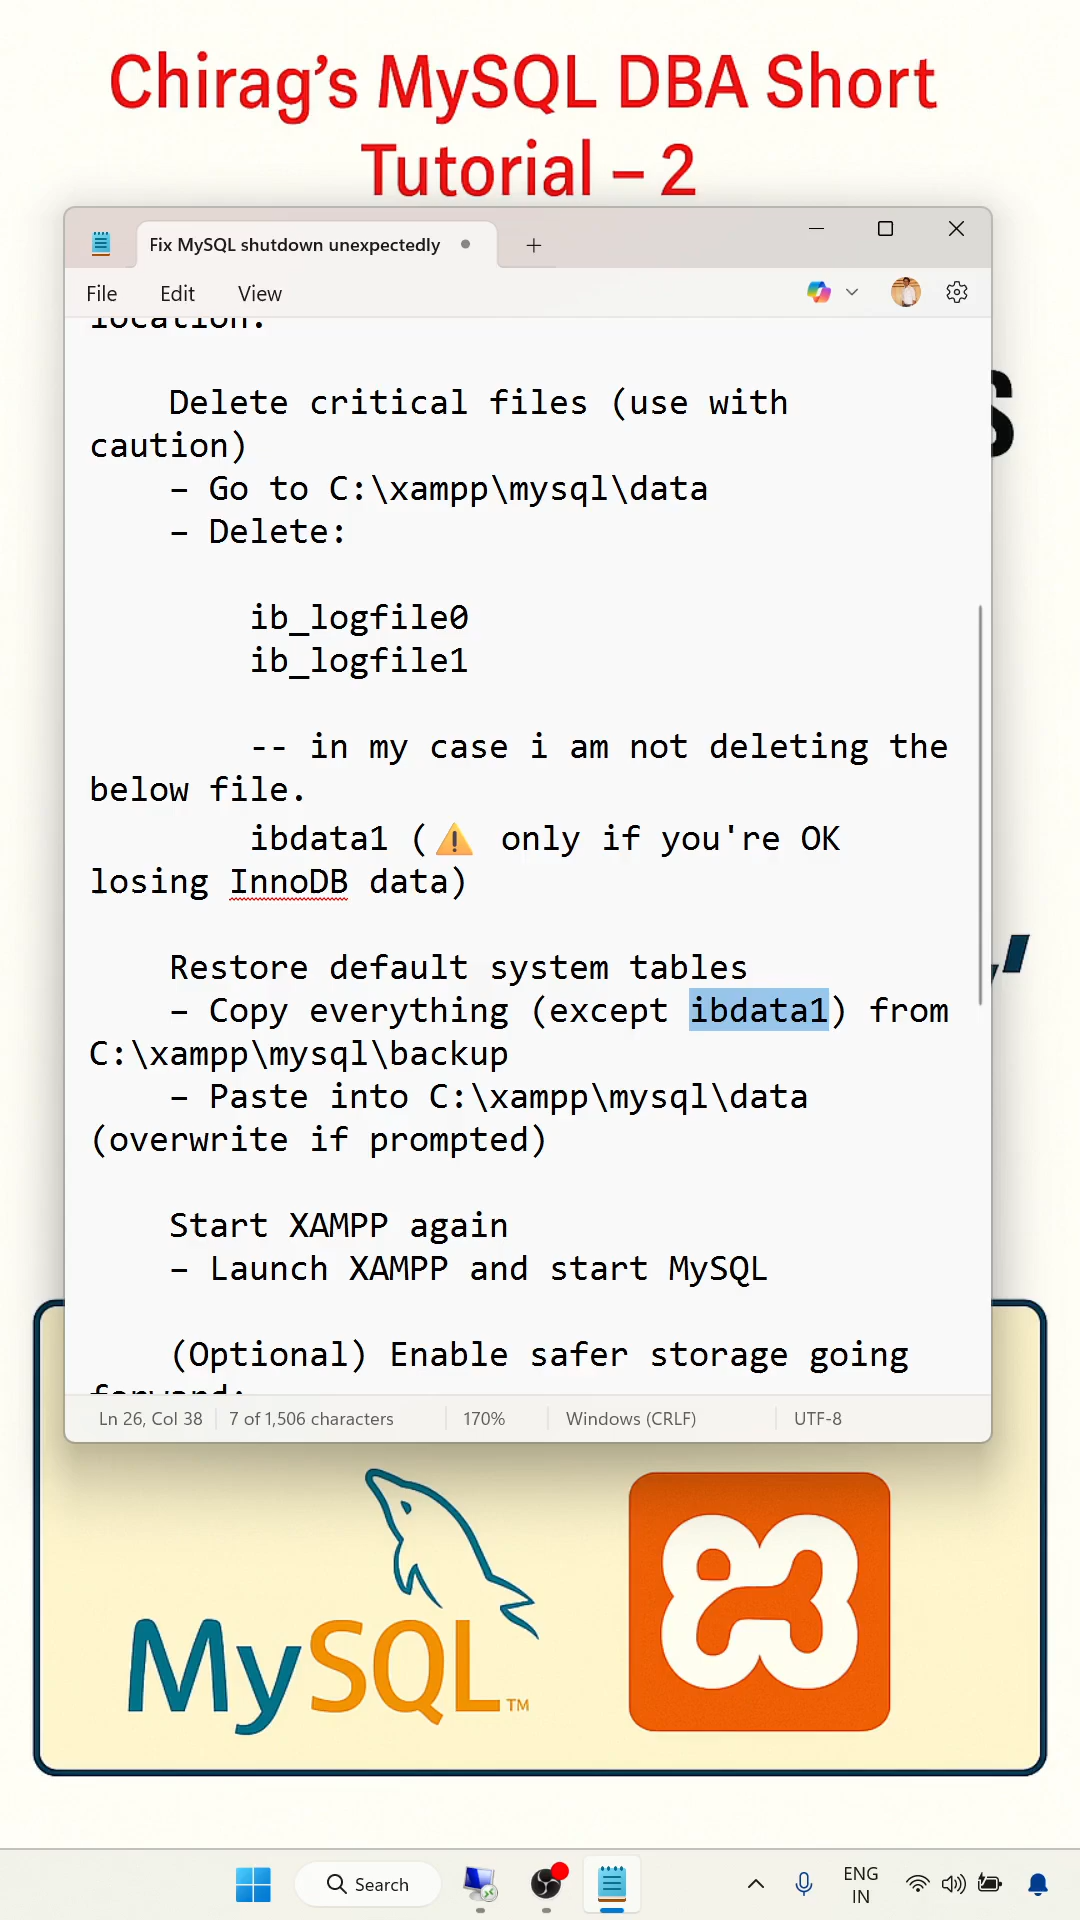 Chirag's MySQL DBA Short
Tutorial – 2
Fix MySQL shutdown unexpectedly
File Edit View
location:
Delete critical files (use with
caution)
– Go to C:\xampp\mysql\data
– Delete:
ib_logfile0
ib_logfile1
-- in my case i am not deleting the
below file.
ibdata1 (⚠️ only if you're OK
losing InnoDB data)
Restore default system tables
– Copy everything (except ibdata1) from
C:\xampp\mysql\backup
– Paste into C:\xampp\mysql\data
(overwrite if prompted)
Start XAMPP again
– Launch XAMPP and start MySQL
(Optional) Enable safer storage going
forward:
Ln 26, Col 38 7 of 1,506 characters 170% Windows (CRLF) UTF-8
MySQL™
Search
ENG
IN